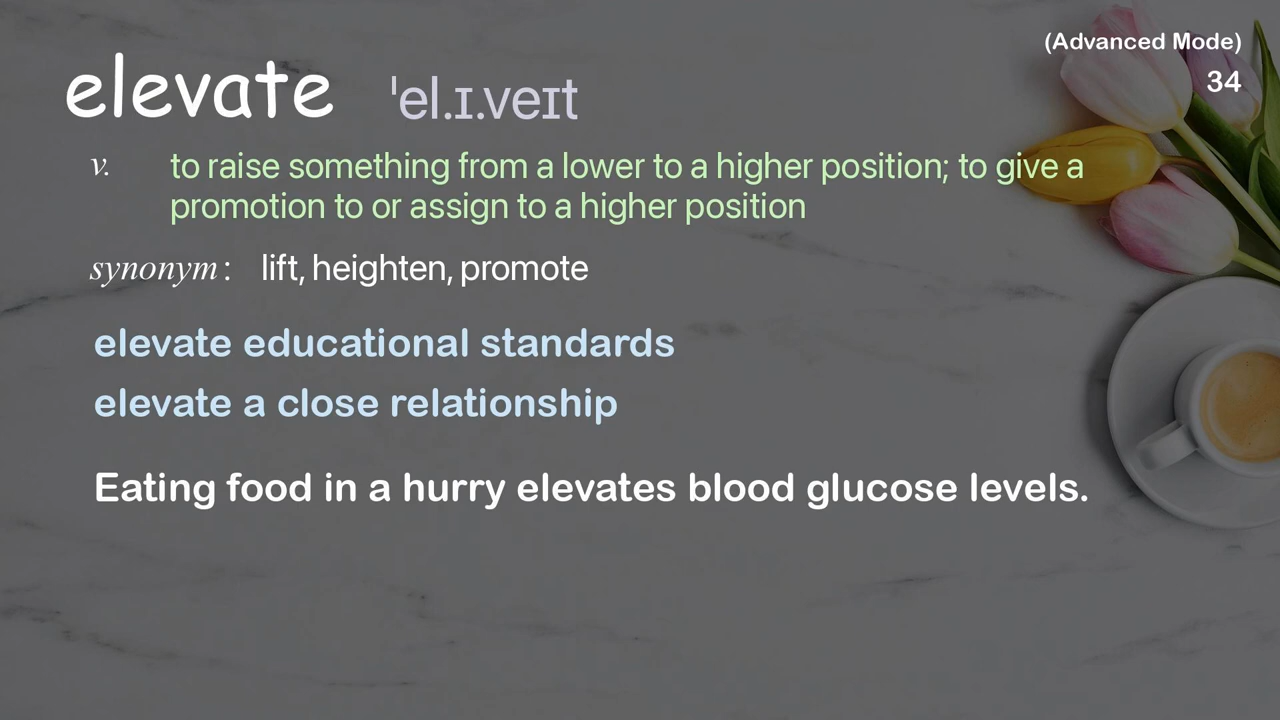 (Advanced Mode)
34
elevate ˈel.ɪ.veɪt
v. to raise something from a lower to a higher position; to give a
promotion to or assign to a higher position
synonym : lift, heighten, promote
elevate educational standards
elevate a close relationship
Eating food in a hurry elevates blood glucose levels.